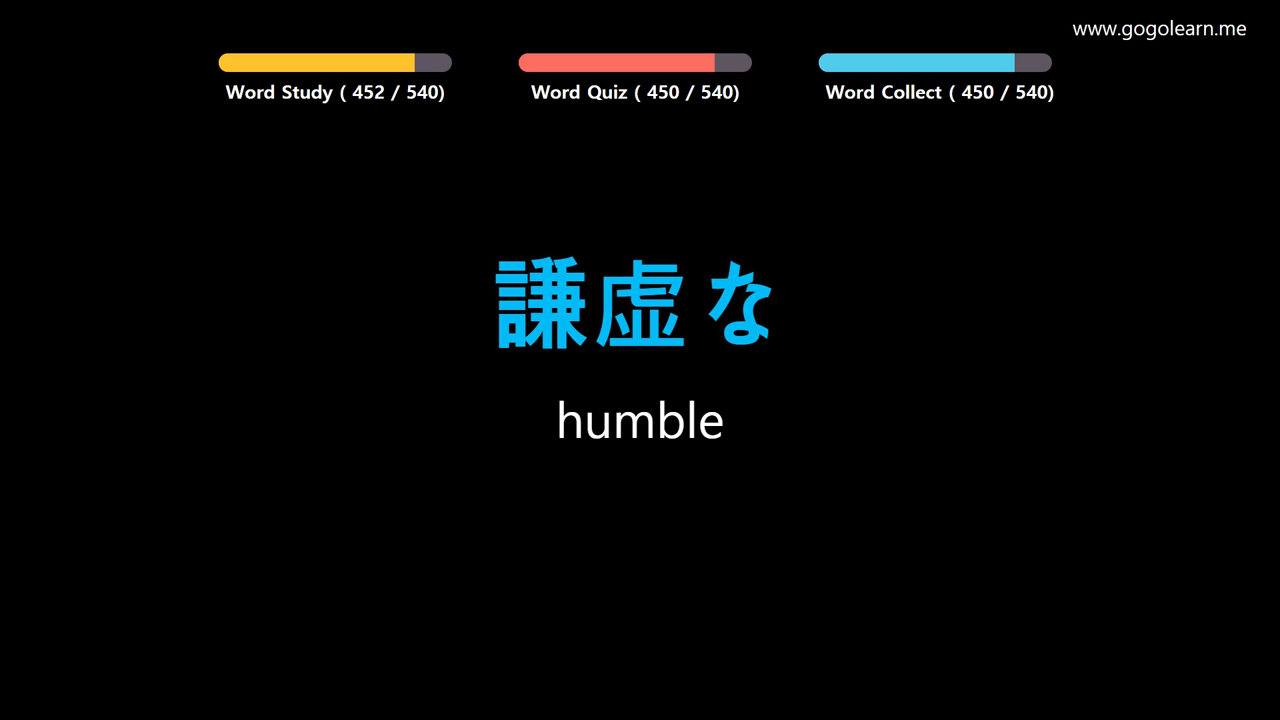 www.gogolearn.me
Word Study ( 452 / 540)
Word Quiz ( 450 / 540)
Word Collect ( 450 / 540)
謙虚な
humble